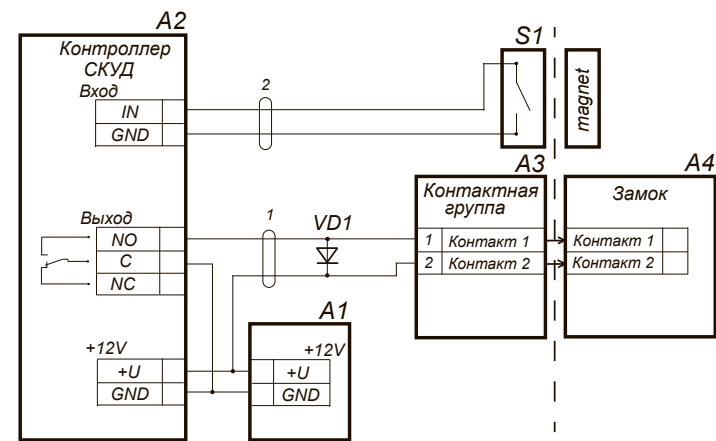 A2
Контроллер
СКУД
Вход
IN
GND
2
S1
magnet
A3
Контактная
группа
1 Контакт 1
2 Контакт 2
A4
Замок
Контакт 1
Контакт 2
Выход
NO
C
NC
1
VD1
A1
+12V
+U
GND
+12V
+U
GND